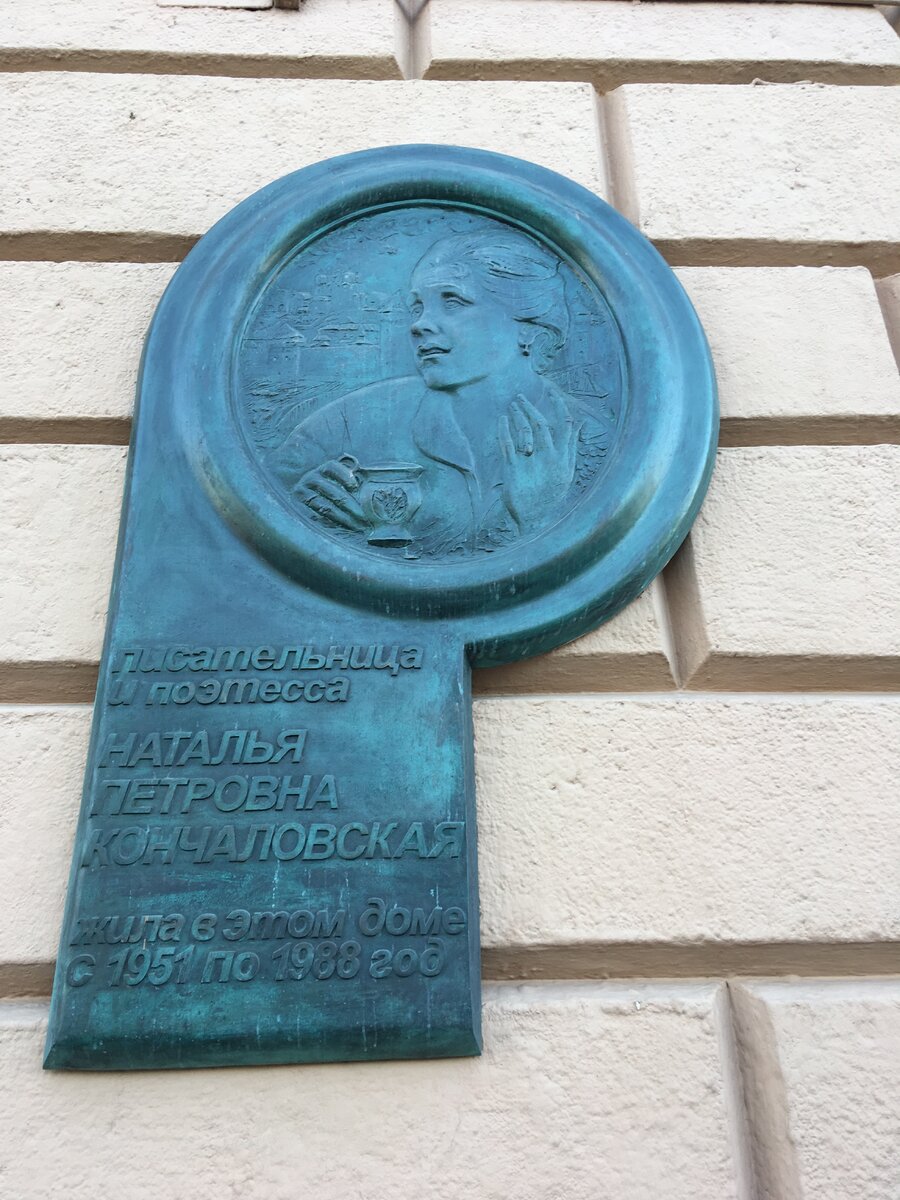 писательница
и поэтесса
НАТАЛЬЯ
ПЕТРОВНА
КОНЧАЛОВСКАЯ
жила в этом доме
с 1951 по 1988 год